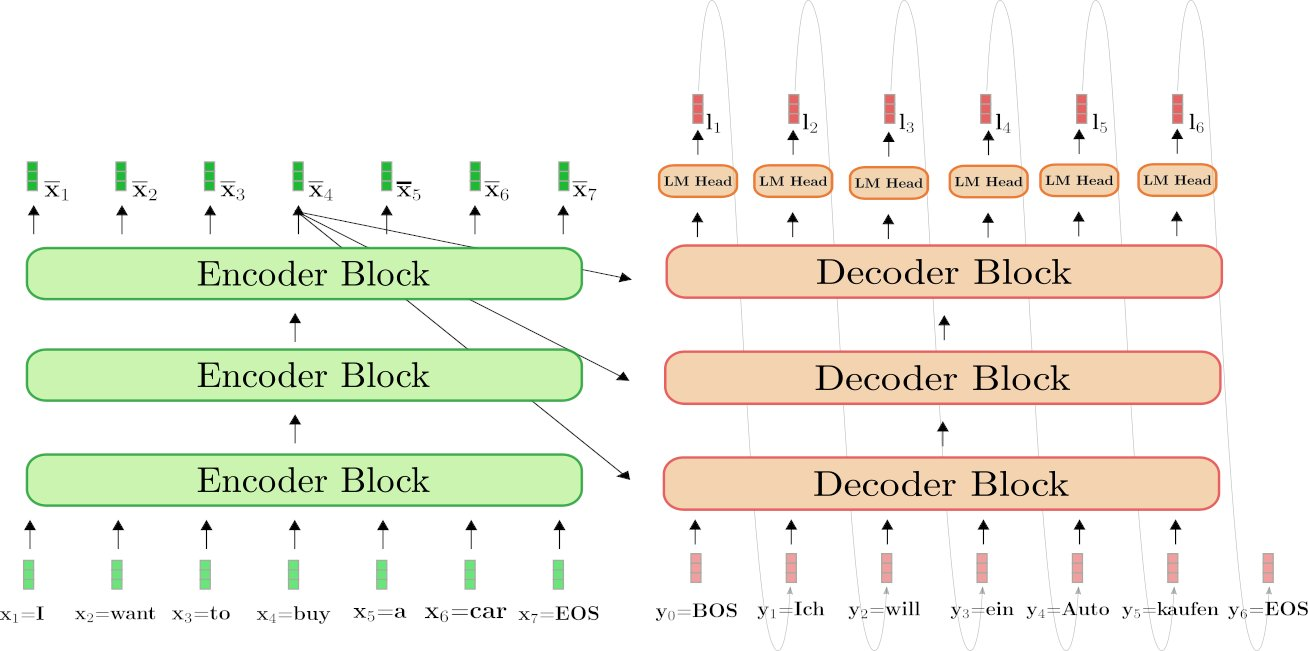 l₁ l₂ l₃ l₄ l₅ l₆
x̅₁ x̅₂ x̅₃ x̅₄ x̅₅ x̅₆ x̅₇
LM Head LM Head LM Head LM Head LM Head LM Head
Encoder Block
Encoder Block
Encoder Block
x₁=I x₂=want x₃=to x₄=buy x₅=a x₆=car x₇=EOS
Decoder Block
Decoder Block
Decoder Block
y₀=BOS y₁=Ich y₂=will y₃=ein y₄=Auto y₅=kaufen y₆=EOS